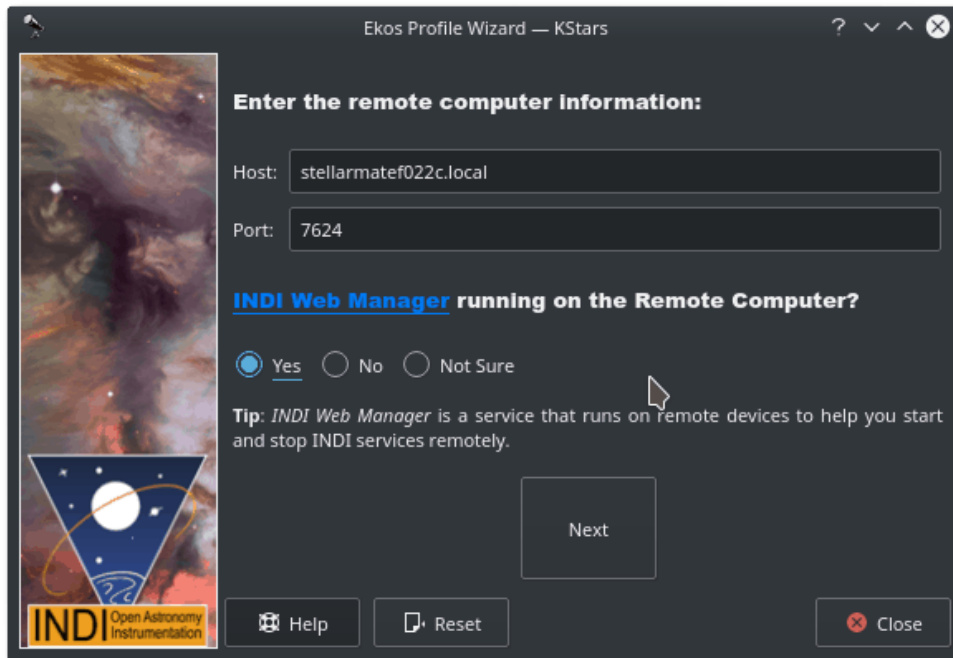 Ekos Profile Wizard — KStars
Enter the remote computer information:
Host: stellarmatef022c.local
Port: 7624
INDI Web Manager running on the Remote Computer?
Yes No Not Sure
Tip: INDI Web Manager is a service that runs on remote devices to help you start
and stop INDI services remotely.
Next
INDI Open Astronomy
Instrumentation
Help Reset Close